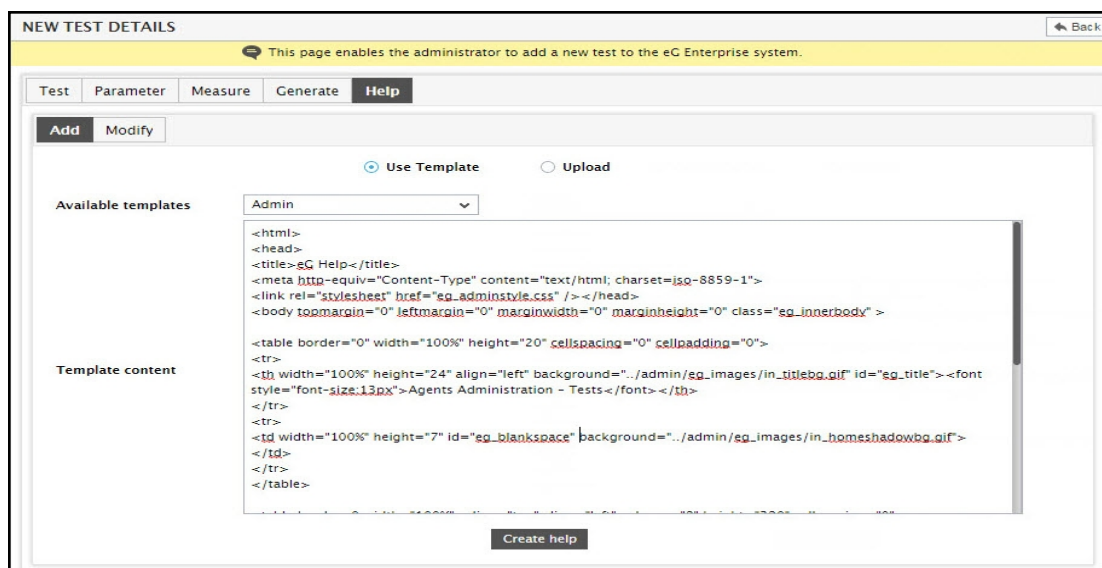 NEW TEST DETAILS
Back
This page enables the administrator to add a new test to the eG Enterprise system.
Test Parameter Measure Generate Help
Add Modify
Use Template Upload
Available templates Admin
<html>
<head>
<title>eG Help</title>
<meta http-equiv="Content-Type" content="text/html; charset=iso-8859-1">
<link rel="stylesheet" href="eg_adminstyle.css" /></head>
<body topmargin="0" leftmargin="0" marginwidth="0" marginheight="0" class="eg_innerbody" >
<table border="0" width="100%" height="20" cellspacing="0" cellpadding="0">
<tr>
Template content
<th width="100%" height="24" align="left" background="../admin/eg_images/in_titlebg.gif" id="eg_title"><font
style="font-size:13px">Agents Administration - Tests</font></th>
</tr>
<tr>
<td width="100%" height="7" id="eg_blankspace" background="../admin/eg_images/in_homeshadowbg.gif">
</td>
</tr>
</table>
Create help